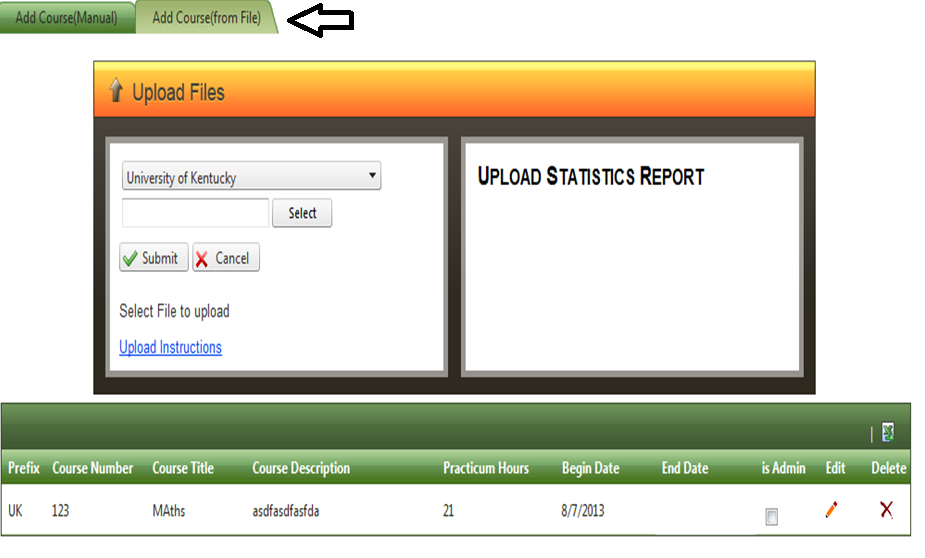 Add Course(Manual) Add Course(from File)
Upload Files
University of Kentucky
Select
Submit Cancel
Select File to upload
Upload Instructions
UPLOAD STATISTICS REPORT
|
Prefix Course Number Course Title Course Description Practicum Hours Begin Date End Date is Admin Edit Delete
UK 123 MAths asdfasdfasfda 21 8/7/2013